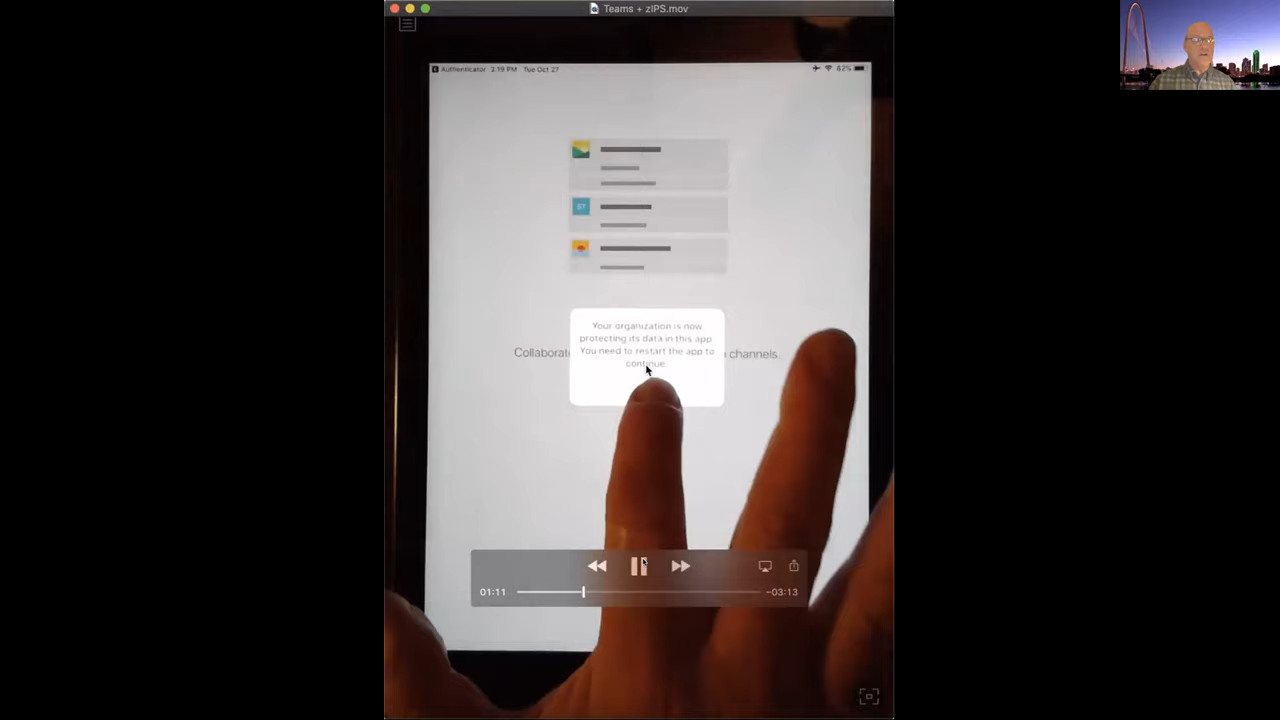 Teams + zIPS.mov
Authenticator 2:19 PM Tue Oct 27
82%
Your organization is now
protecting its data in this app.
You need to restart the app to
continue.
Collaborate
channels.
01:11
-03:13